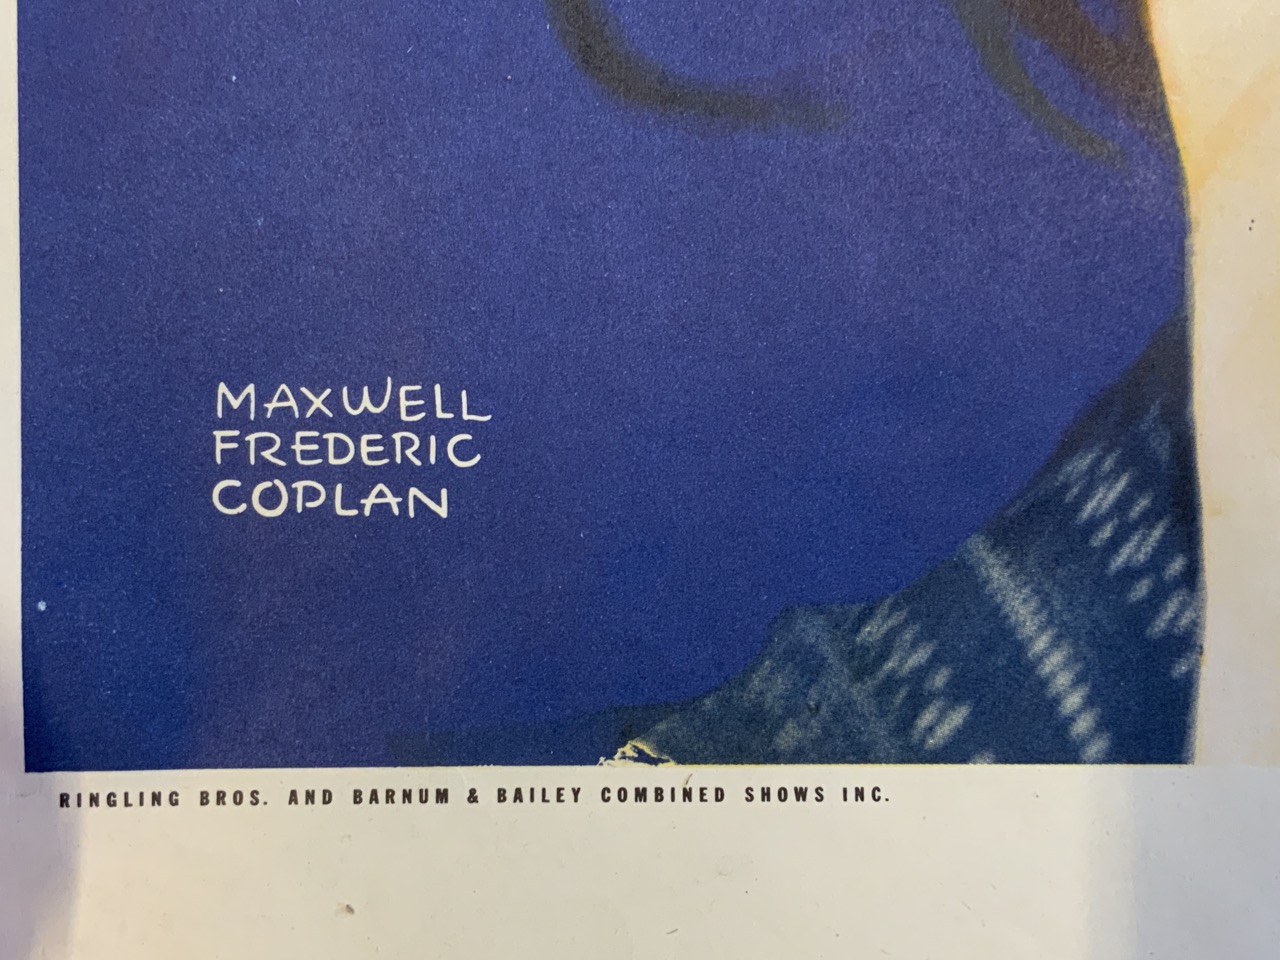 MAXWELL
FREDERIC
COPLAN
RINGLING BROS. AND BARNUM & BAILEY COMBINED SHOWS INC.